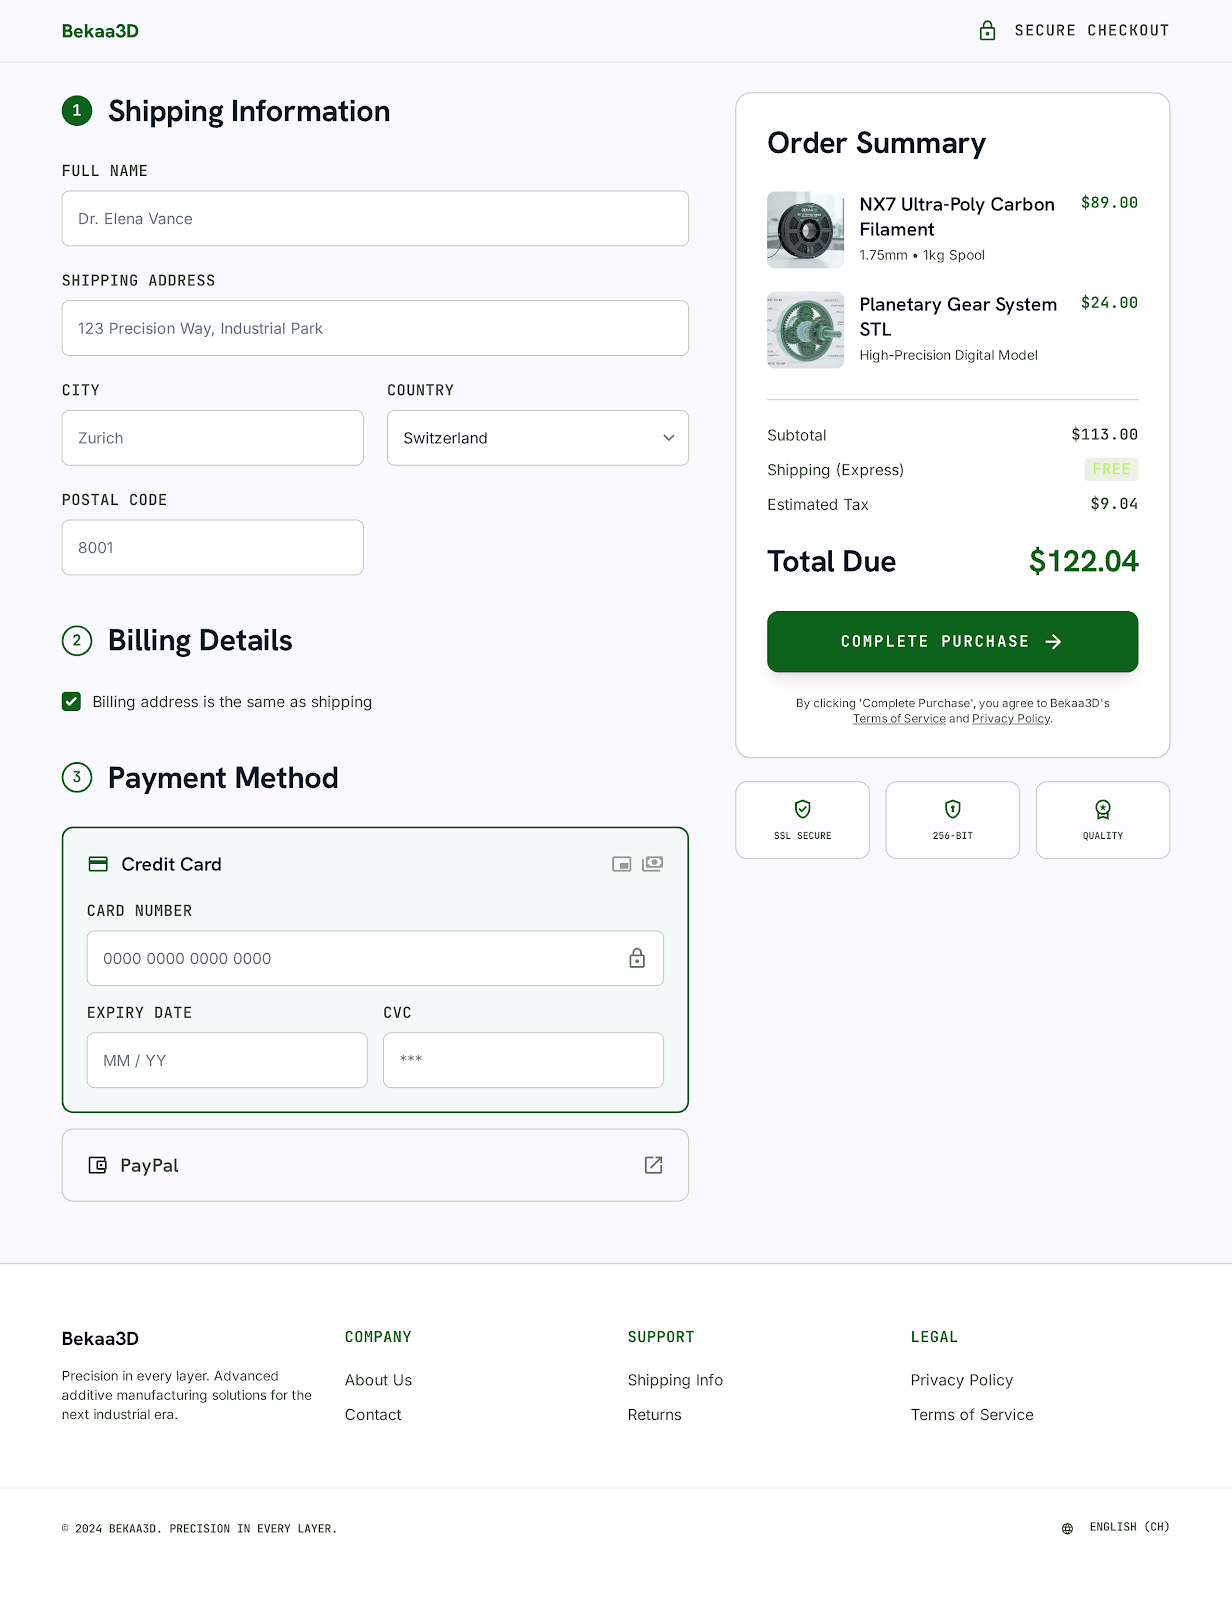 Bekaa3D
SECURE CHECKOUT
1
Shipping Information
FULL NAME
Dr. Elena Vance
SHIPPING ADDRESS
123 Precision Way, Industrial Park
CITY
COUNTRY
Zurich
Switzerland
POSTAL CODE
8001
2
Billing Details
Billing address is the same as shipping
3
Payment Method
Credit Card
CARD NUMBER
0000 0000 0000 0000
EXPIRY DATE
CVC
MM / YY
***
PayPal
Order Summary
NX7 Ultra-Poly Carbon
Filament
$89.00
1.75mm • 1kg Spool
Planetary Gear System
STL
$24.00
High-Precision Digital Model
Subtotal
$113.00
Shipping (Express)
FREE
Estimated Tax
$9.04
Total Due
$122.04
COMPLETE PURCHASE
By clicking 'Complete Purchase', you agree to Bekaa3D's
Terms of Service and Privacy Policy.
SSL SECURE
256-BIT
QUALITY
Bekaa3D
Precision in every layer. Advanced
additive manufacturing solutions for the
next industrial era.
COMPANY
About Us
Contact
SUPPORT
Shipping Info
Returns
LEGAL
Privacy Policy
Terms of Service
© 2024 BEKAA3D. PRECISION IN EVERY LAYER.
ENGLISH (CH)